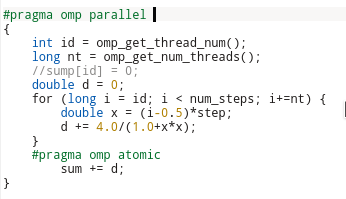 #pragma omp parallel
{
    int id = omp_get_thread_num();
    long nt = omp_get_num_threads();
    //sump[id] = 0;
    double d = 0;
    for (long i = id; i < num_steps; i+=nt) {
        double x = (i-0.5)*step;
        d += 4.0/(1.0+x*x);
    }
    #pragma omp atomic
        sum += d;
}